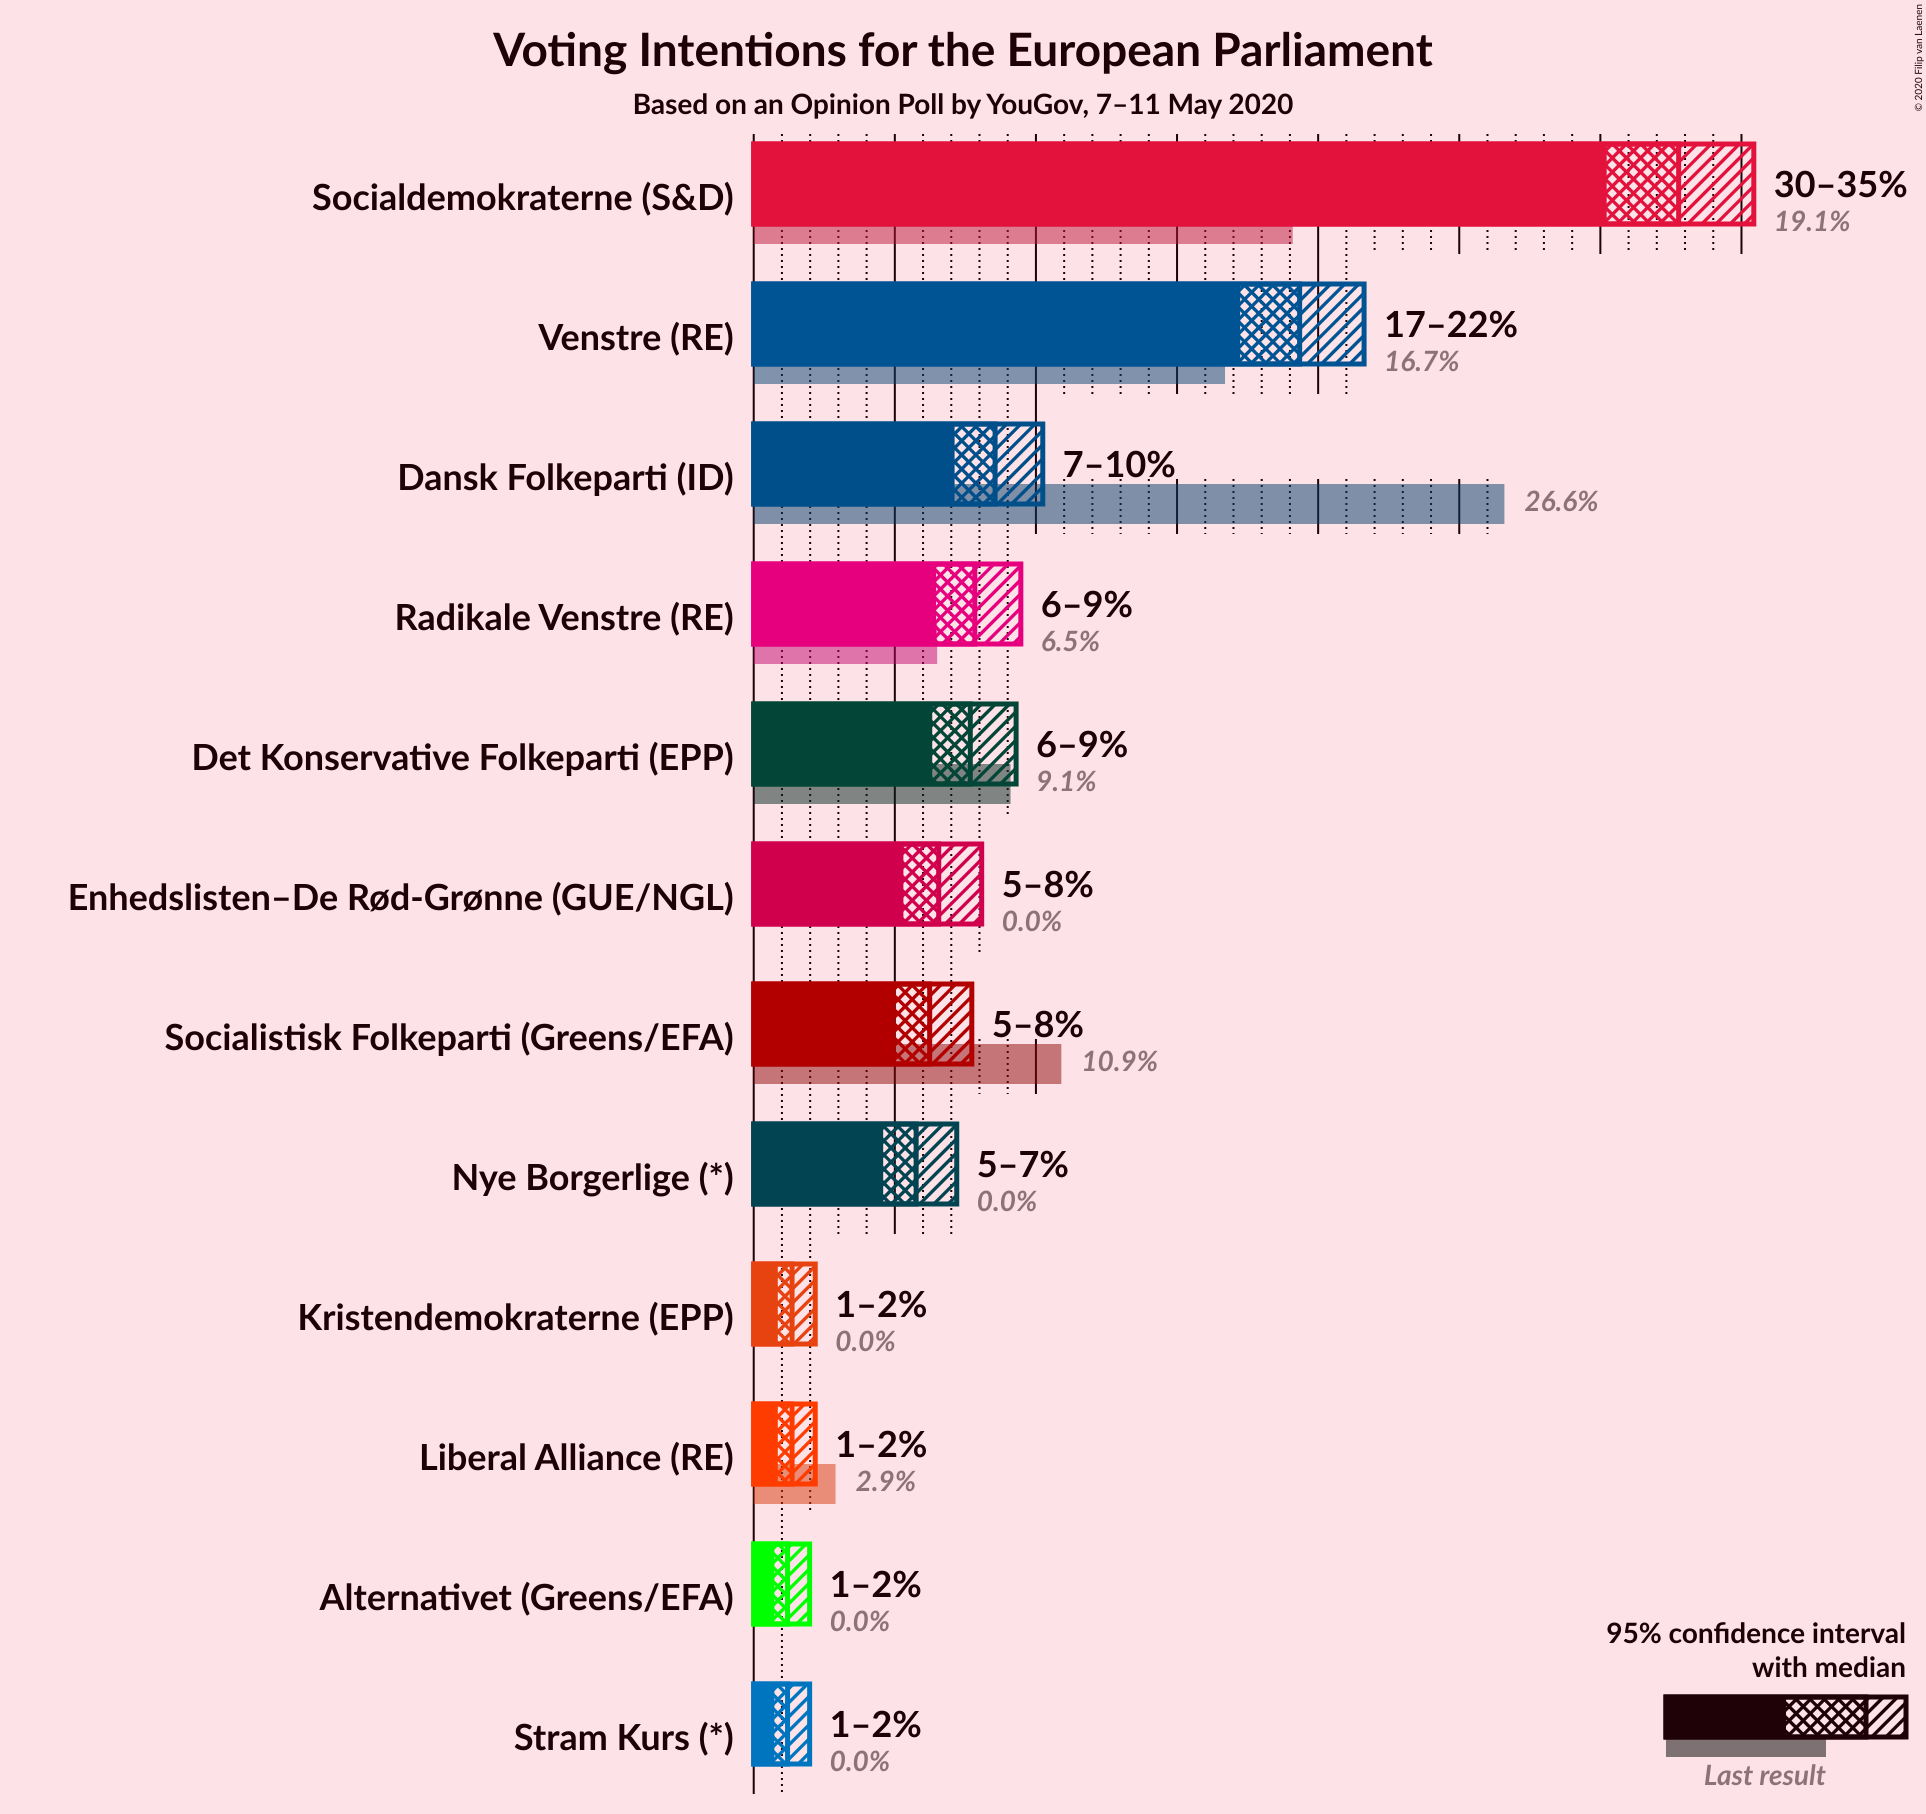 © 2020 Filip van Laenen
Voting Intentions for the European Parliament
Based on an Opinion Poll by YouGov, 7–11 May 2020
Socialdemokraterne (S&D)
30–35%
19.1%
Venstre (RE)
17–22%
16.7%
Dansk Folkeparti (ID)
7–10%
26.6%
Radikale Venstre (RE)
6–9%
6.5%
Det Konservative Folkeparti (EPP)
6–9%
9.1%
Enhedslisten–De Rød-Grønne (GUE/NGL)
5–8%
0.0%
Socialistisk Folkeparti (Greens/EFA)
5–8%
10.9%
Nye Borgerlige (*)
5–7%
0.0%
Kristendemokraterne (EPP)
1–2%
0.0%
Liberal Alliance (RE)
1–2%
2.9%
Alternativet (Greens/EFA)
1–2%
0.0%
Stram Kurs (*)
1–2%
0.0%
95% confidence interval
with median
Last result